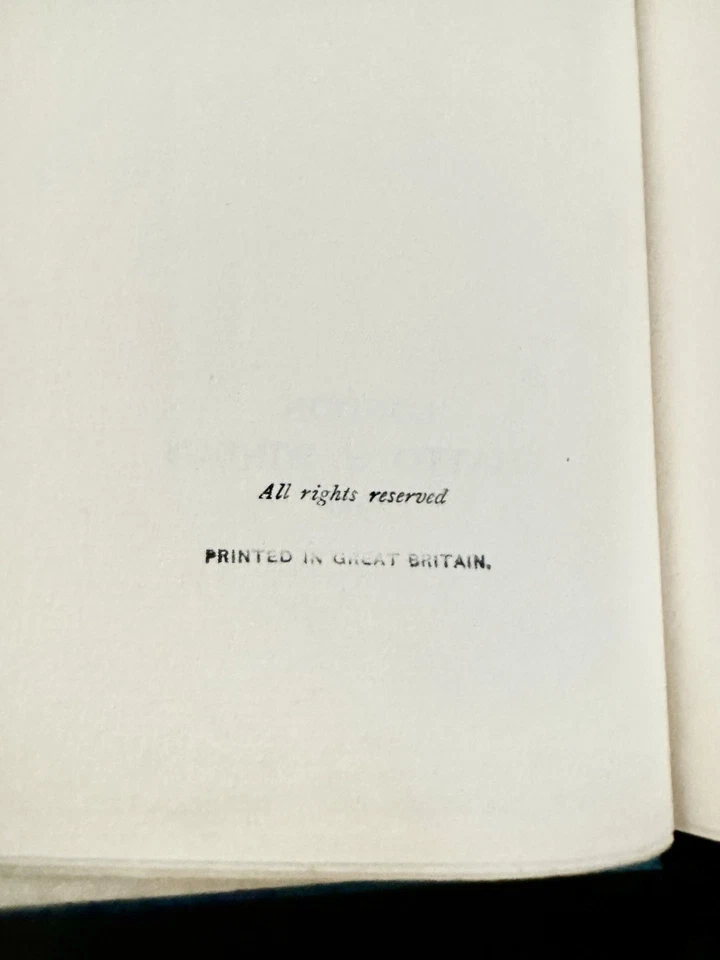 All rights reserved
PRINTED IN GREAT BRITAIN.